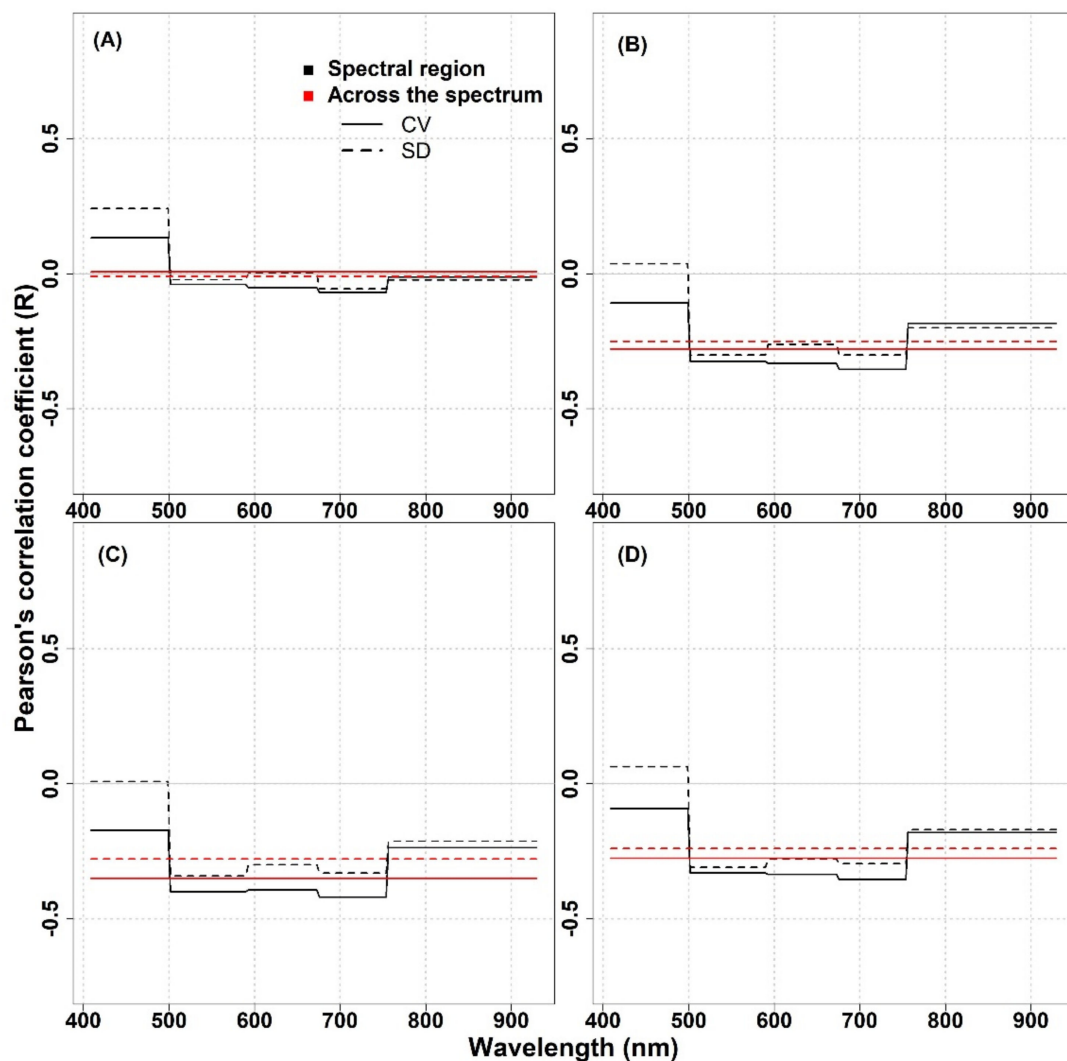 (A)
Spectral region
Across the spectrum
CV
SD
0.5
0.0
-0.5
400 500 600 700 800 900
(B)
0.5
0.0
-0.5
400 500 600 700 800 900
Pearson's correlation coefficient (R)
(C)
0.5
0.0
-0.5
400 500 600 700 800 900
(D)
0.5
0.0
-0.5
400 500 600 700 800 900
Wavelength (nm)